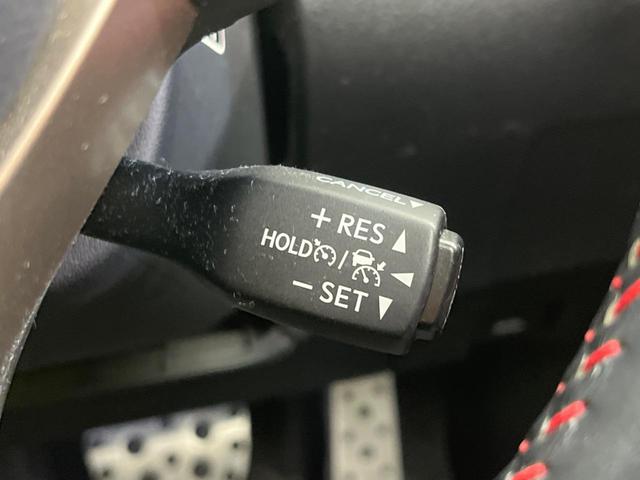 CANCEL▼
+ RES ▲
HOLD / ◀
− SET ▼